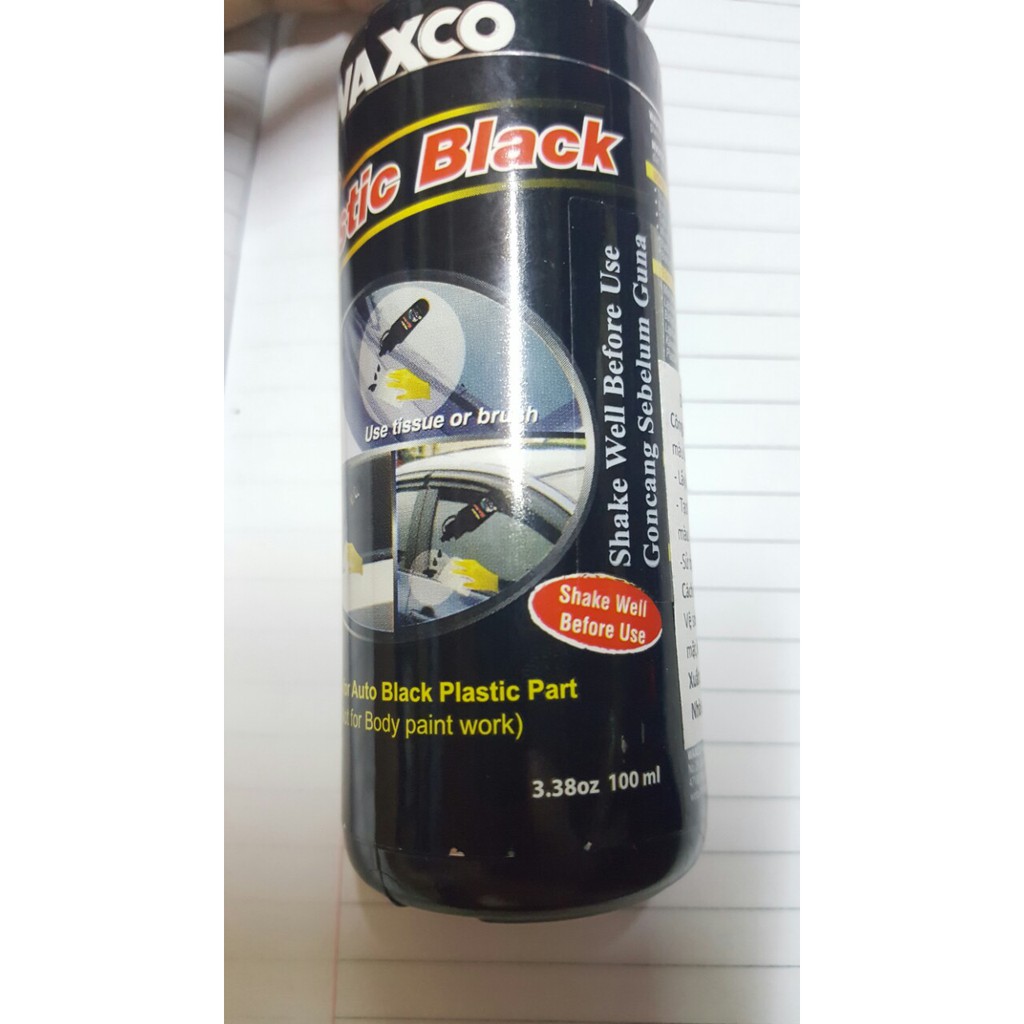 WAXCO
stic Black
Shake Well Before Use
Goncang Sebelum Guna
Use tissue or brush
Shake Well
Before Use
or Auto Black Plastic Part
for Body paint work)
3.38oz 100 ml